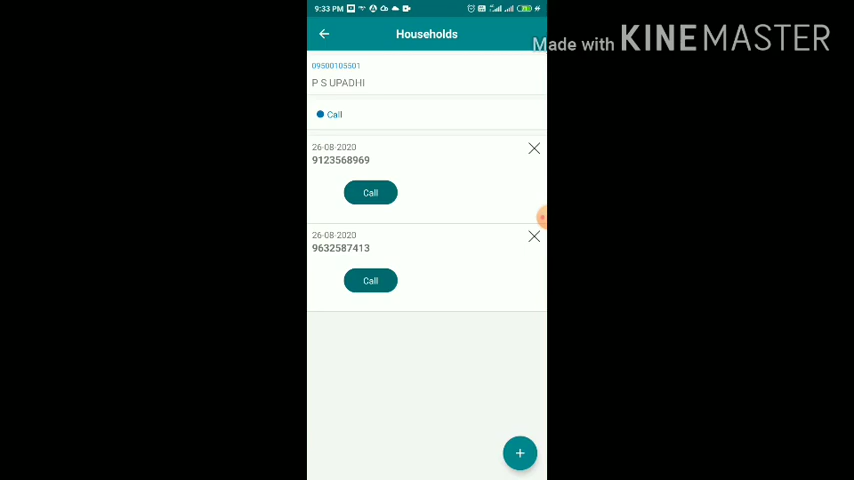 9:33 PM
Households
Made with KINEMASTER
09500105501
P S UPADHI
Call
26-08-2020
9123568969
Call
26-08-2020
9632587413
Call
+